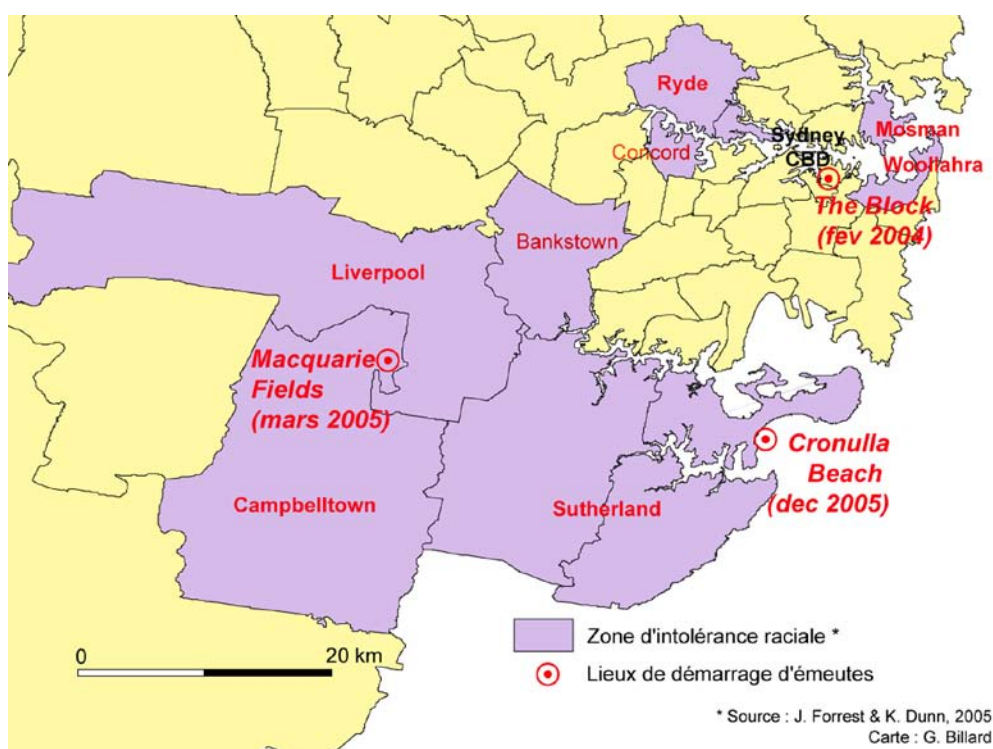 Ryde
Concord
Sydney
CBD
Mosman
Woollahra
The Block
(fev 2004)
Bankstown
Liverpool
Macquarie
Fields
(mars 2005)
Cronulla
Beach
(dec 2005)
Campbelltown
Sutherland
Zone d'intolérance raciale *
0
20 km
Lieux de démarrage d'émeutes
* Source : J. Forrest & K. Dunn, 2005
Carte : G. Billard